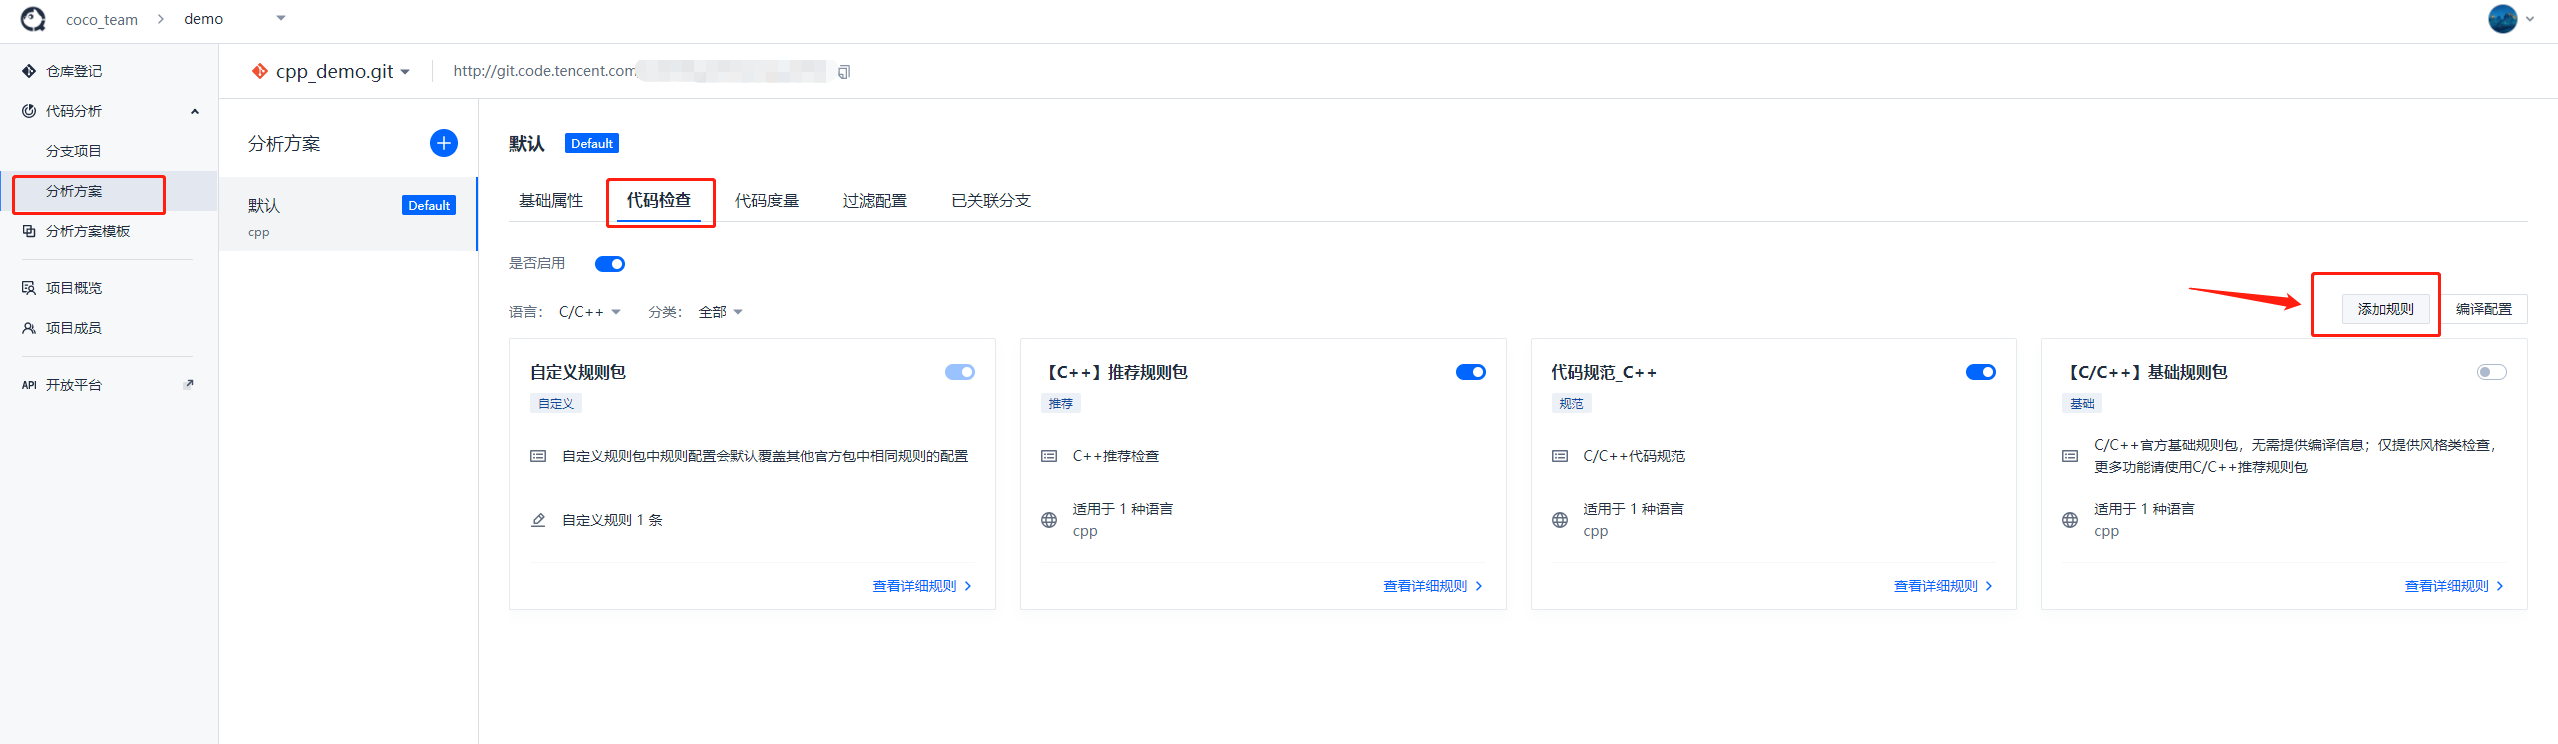 coco_team
demo
仓库登记
代码分析
分支项目
分析方案
分析方案模板
项目概览
项目成员
API 开放平台
cpp_demo.git
http://git.code.tencent.com
分析方案
默认 Default
cpp
默认 Default
基础属性 代码检查 代码度量 过滤配置 已关联分支
是否启用
语言： C/C++ 分类： 全部
添加规则 编译配置
自定义规则包
自定义
自定义规则包中规则配置会默认覆盖其他官方包中相同规则的配置
自定义规则 1 条
查看详细规则
【C++】推荐规则包
推荐
C++推荐检查
适用于 1 种语言
cpp
查看详细规则
代码规范_C++
规范
C/C++代码规范
适用于 1 种语言
cpp
查看详细规则
【C/C++】基础规则包
基础
C/C++官方基础规则包，无需提供编译信息；仅提供风格类检查，
更多功能请使用C/C++推荐规则包
适用于 1 种语言
cpp
查看详细规则